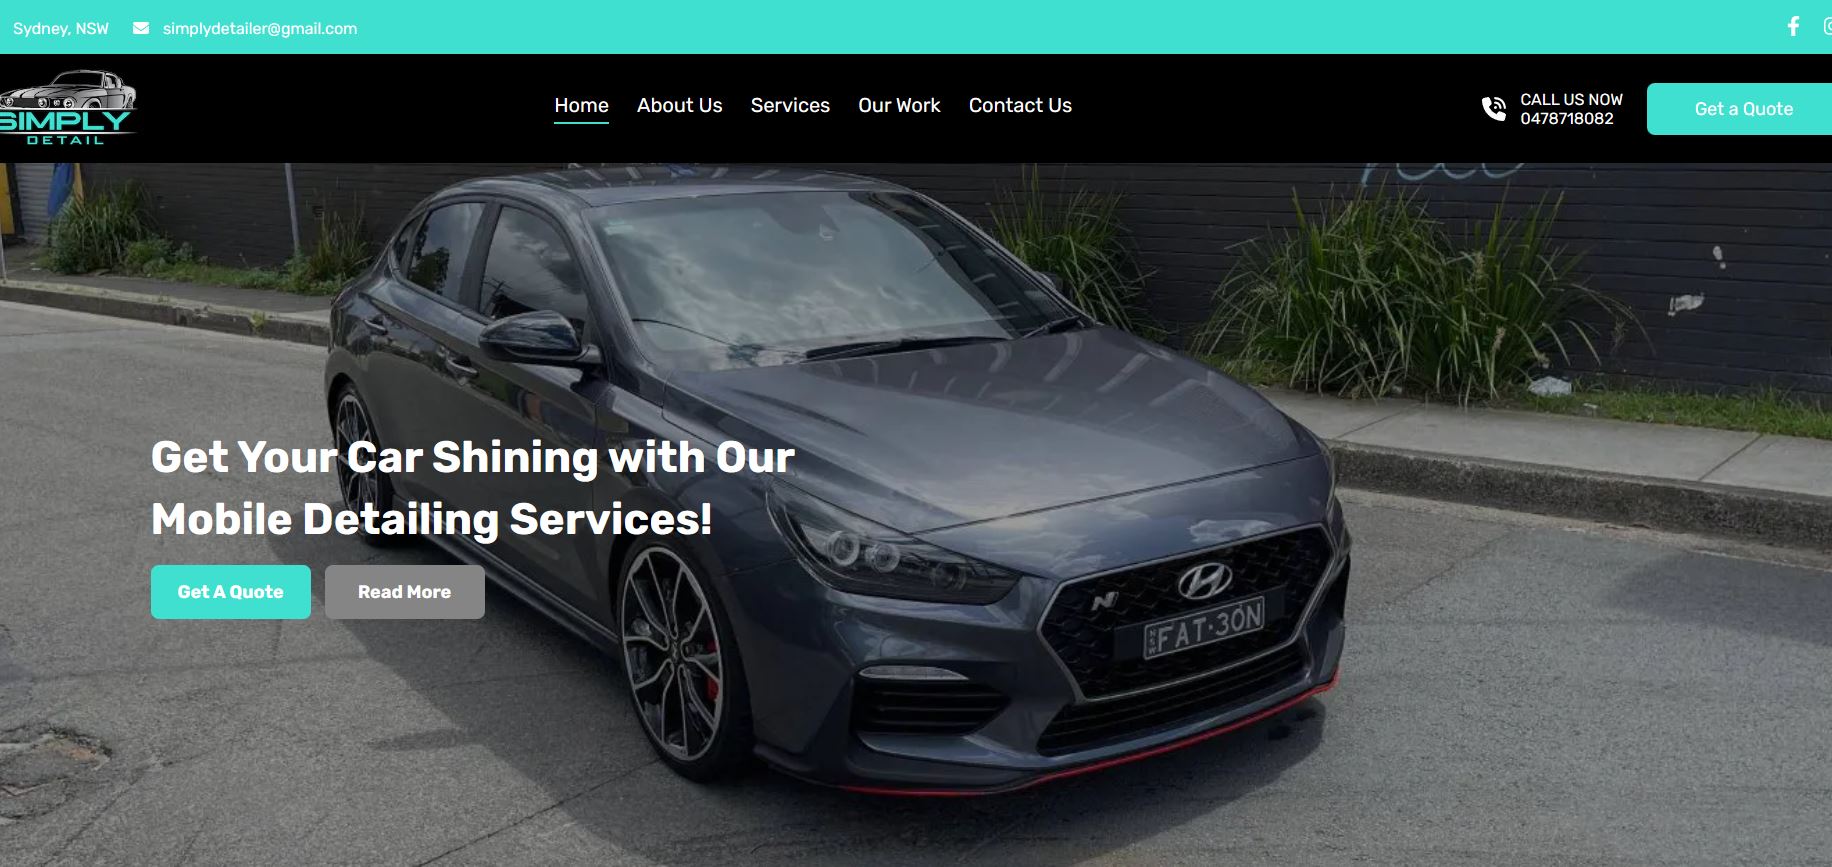 Sydney, NSW simplydetailer@gmail.com
SIMPLY
DETAIL
Home About Us Services Our Work Contact Us
CALL US NOW
0478718082
Get a Quote
Get Your Car Shining with Our
Mobile Detailing Services!
Get A Quote Read More
N
NSW FAT·30N